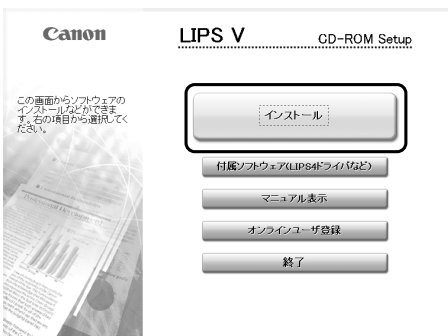 Canon
LIPS V
CD-ROM Setup
この画面からソフトウェアの
インストールなどができま
す。右の項目から選択してく
ださい。
インストール
付属ソフトウェア(LIPS4ドライバなど)
マニュアル表示
オンラインユーザ登録
終了